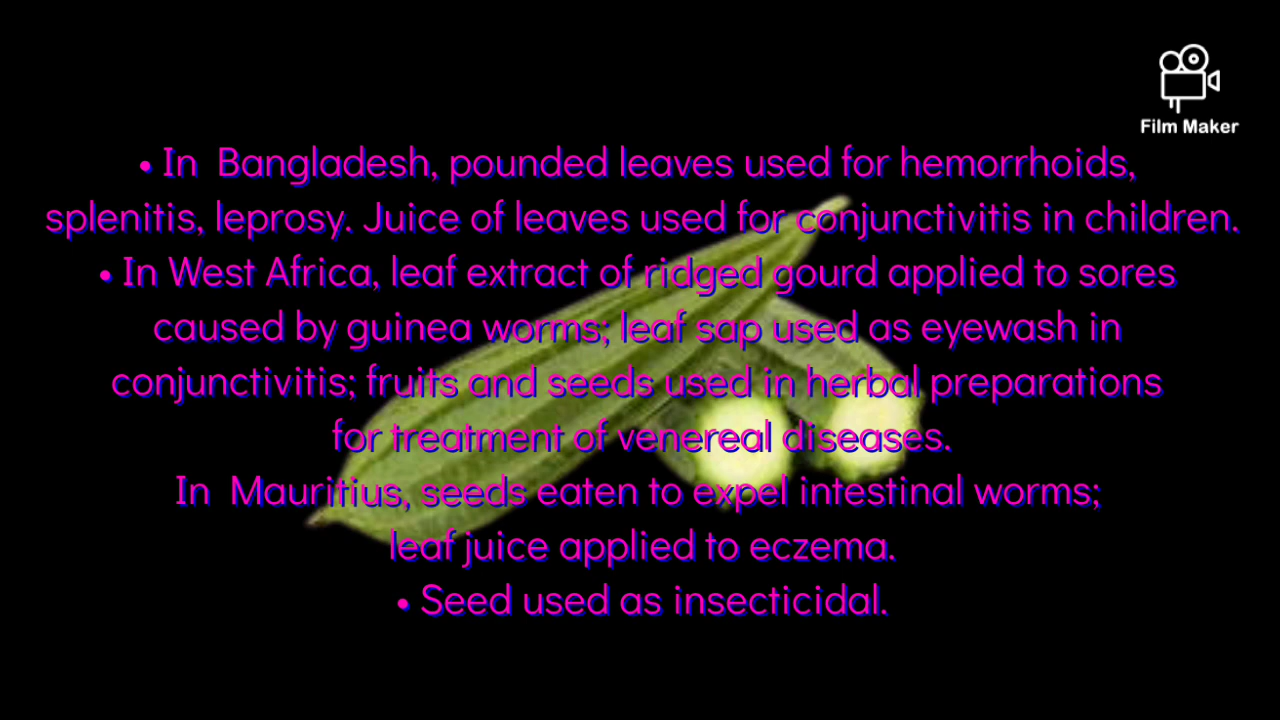 Film Maker
• In Bangladesh, pounded leaves used for hemorrhoids,
splenitis, leprosy. Juice of leaves used for conjunctivitis in children.
• In West Africa, leaf extract of ridged gourd applied to sores
caused by guinea worms; leaf sap used as eyewash in
conjunctivitis; fruits and seeds used in herbal preparations
for treatment of venereal diseases.
In Mauritius, seeds eaten to expel intestinal worms;
leaf juice applied to eczema.
• Seed used as insecticidal.